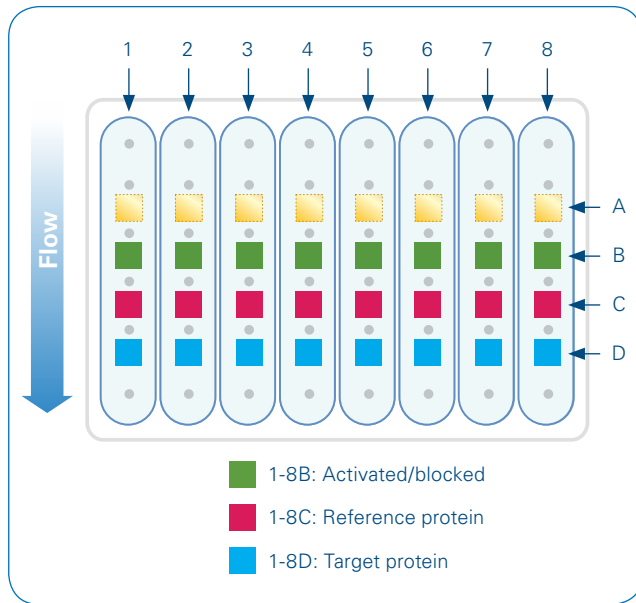 1 2 3 4 5 6 7 8
Flow
A
B
C
D
1-8B: Activated/blocked
1-8C: Reference protein
1-8D: Target protein